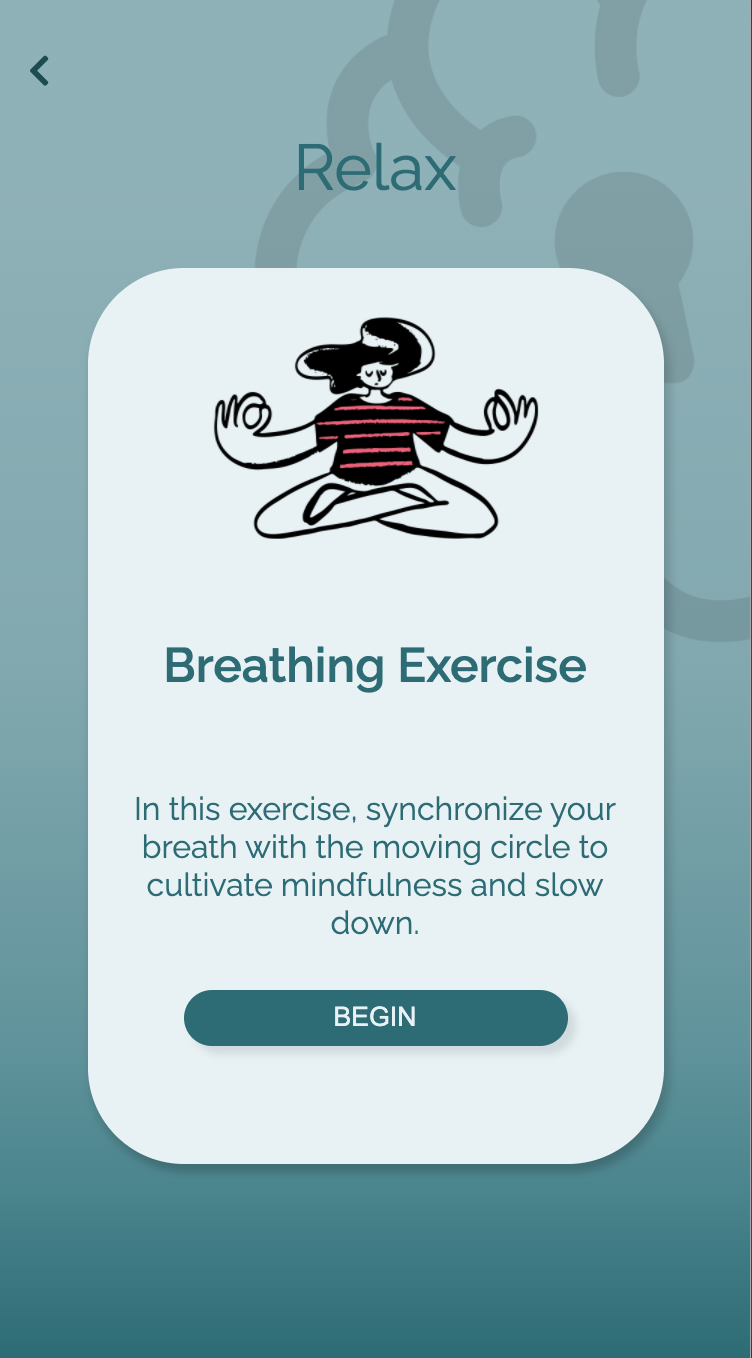 Relax
Breathing Exercise
In this exercise, synchronize your
breath with the moving circle to
cultivate mindfulness and slow
down.
BEGIN